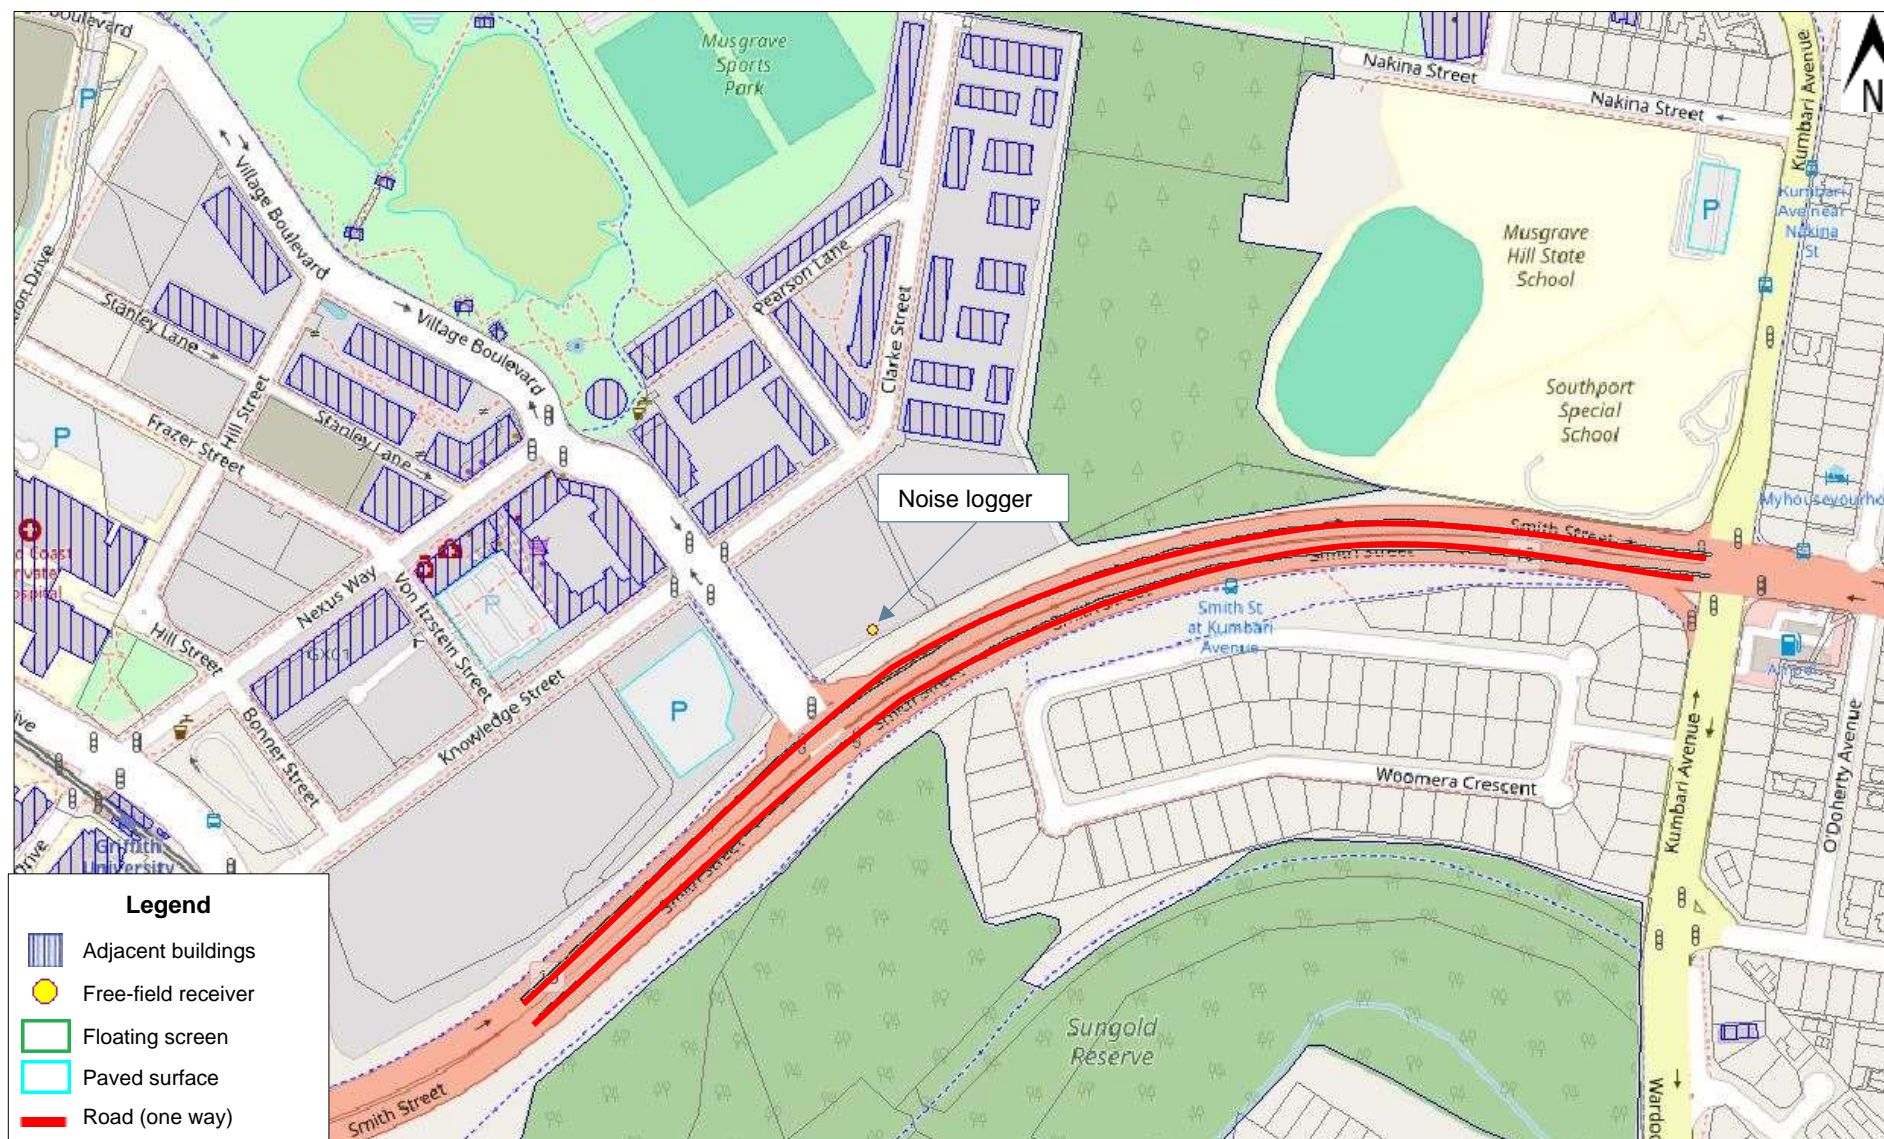 Boulevard
Musgrave
Sports
Park
Nakina Street
Nakina Street
Kumbari Avenue
N
P
Village Boulevard
Kumbari
Ave near
Nakina
St
P
Musgrave
Hill State
School
Pearson Lane
Stanley Lane
Village Boulevard
Clarke Street
Hill Street
Stanley Lane
Southport
Special
School
Frazer Street
P
Noise logger
Smith Street
Smith Street
Nexus Way
P
Von Itzstein Street
Smith St
at Kumbari
Avenue
Smith Street
Hill Street
Knowledge Street
P
Smith Street
Bonner Street
Woomera Crescent
Kumbari Avenue
O'Doherty Avenue
Griffith
University
Smith Street
Sungold
Reserve
Smith Street
Legend
Adjacent buildings
Free-field receiver
Floating screen
Paved surface
Road (one way)